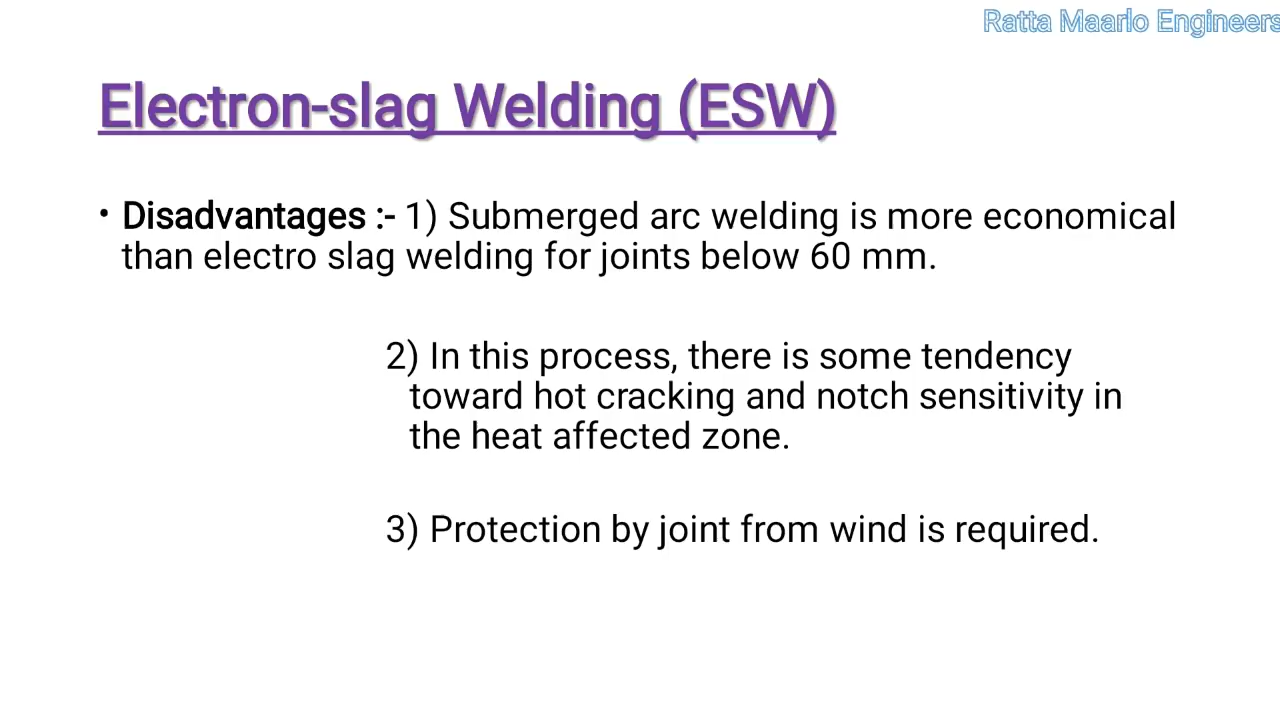 Ratta Maarlo Engineers
Electron-slag Welding (ESW)
• Disadvantages :- 1) Submerged arc welding is more economical
than electro slag welding for joints below 60 mm.
2) In this process, there is some tendency
toward hot cracking and notch sensitivity in
the heat affected zone.
3) Protection by joint from wind is required.